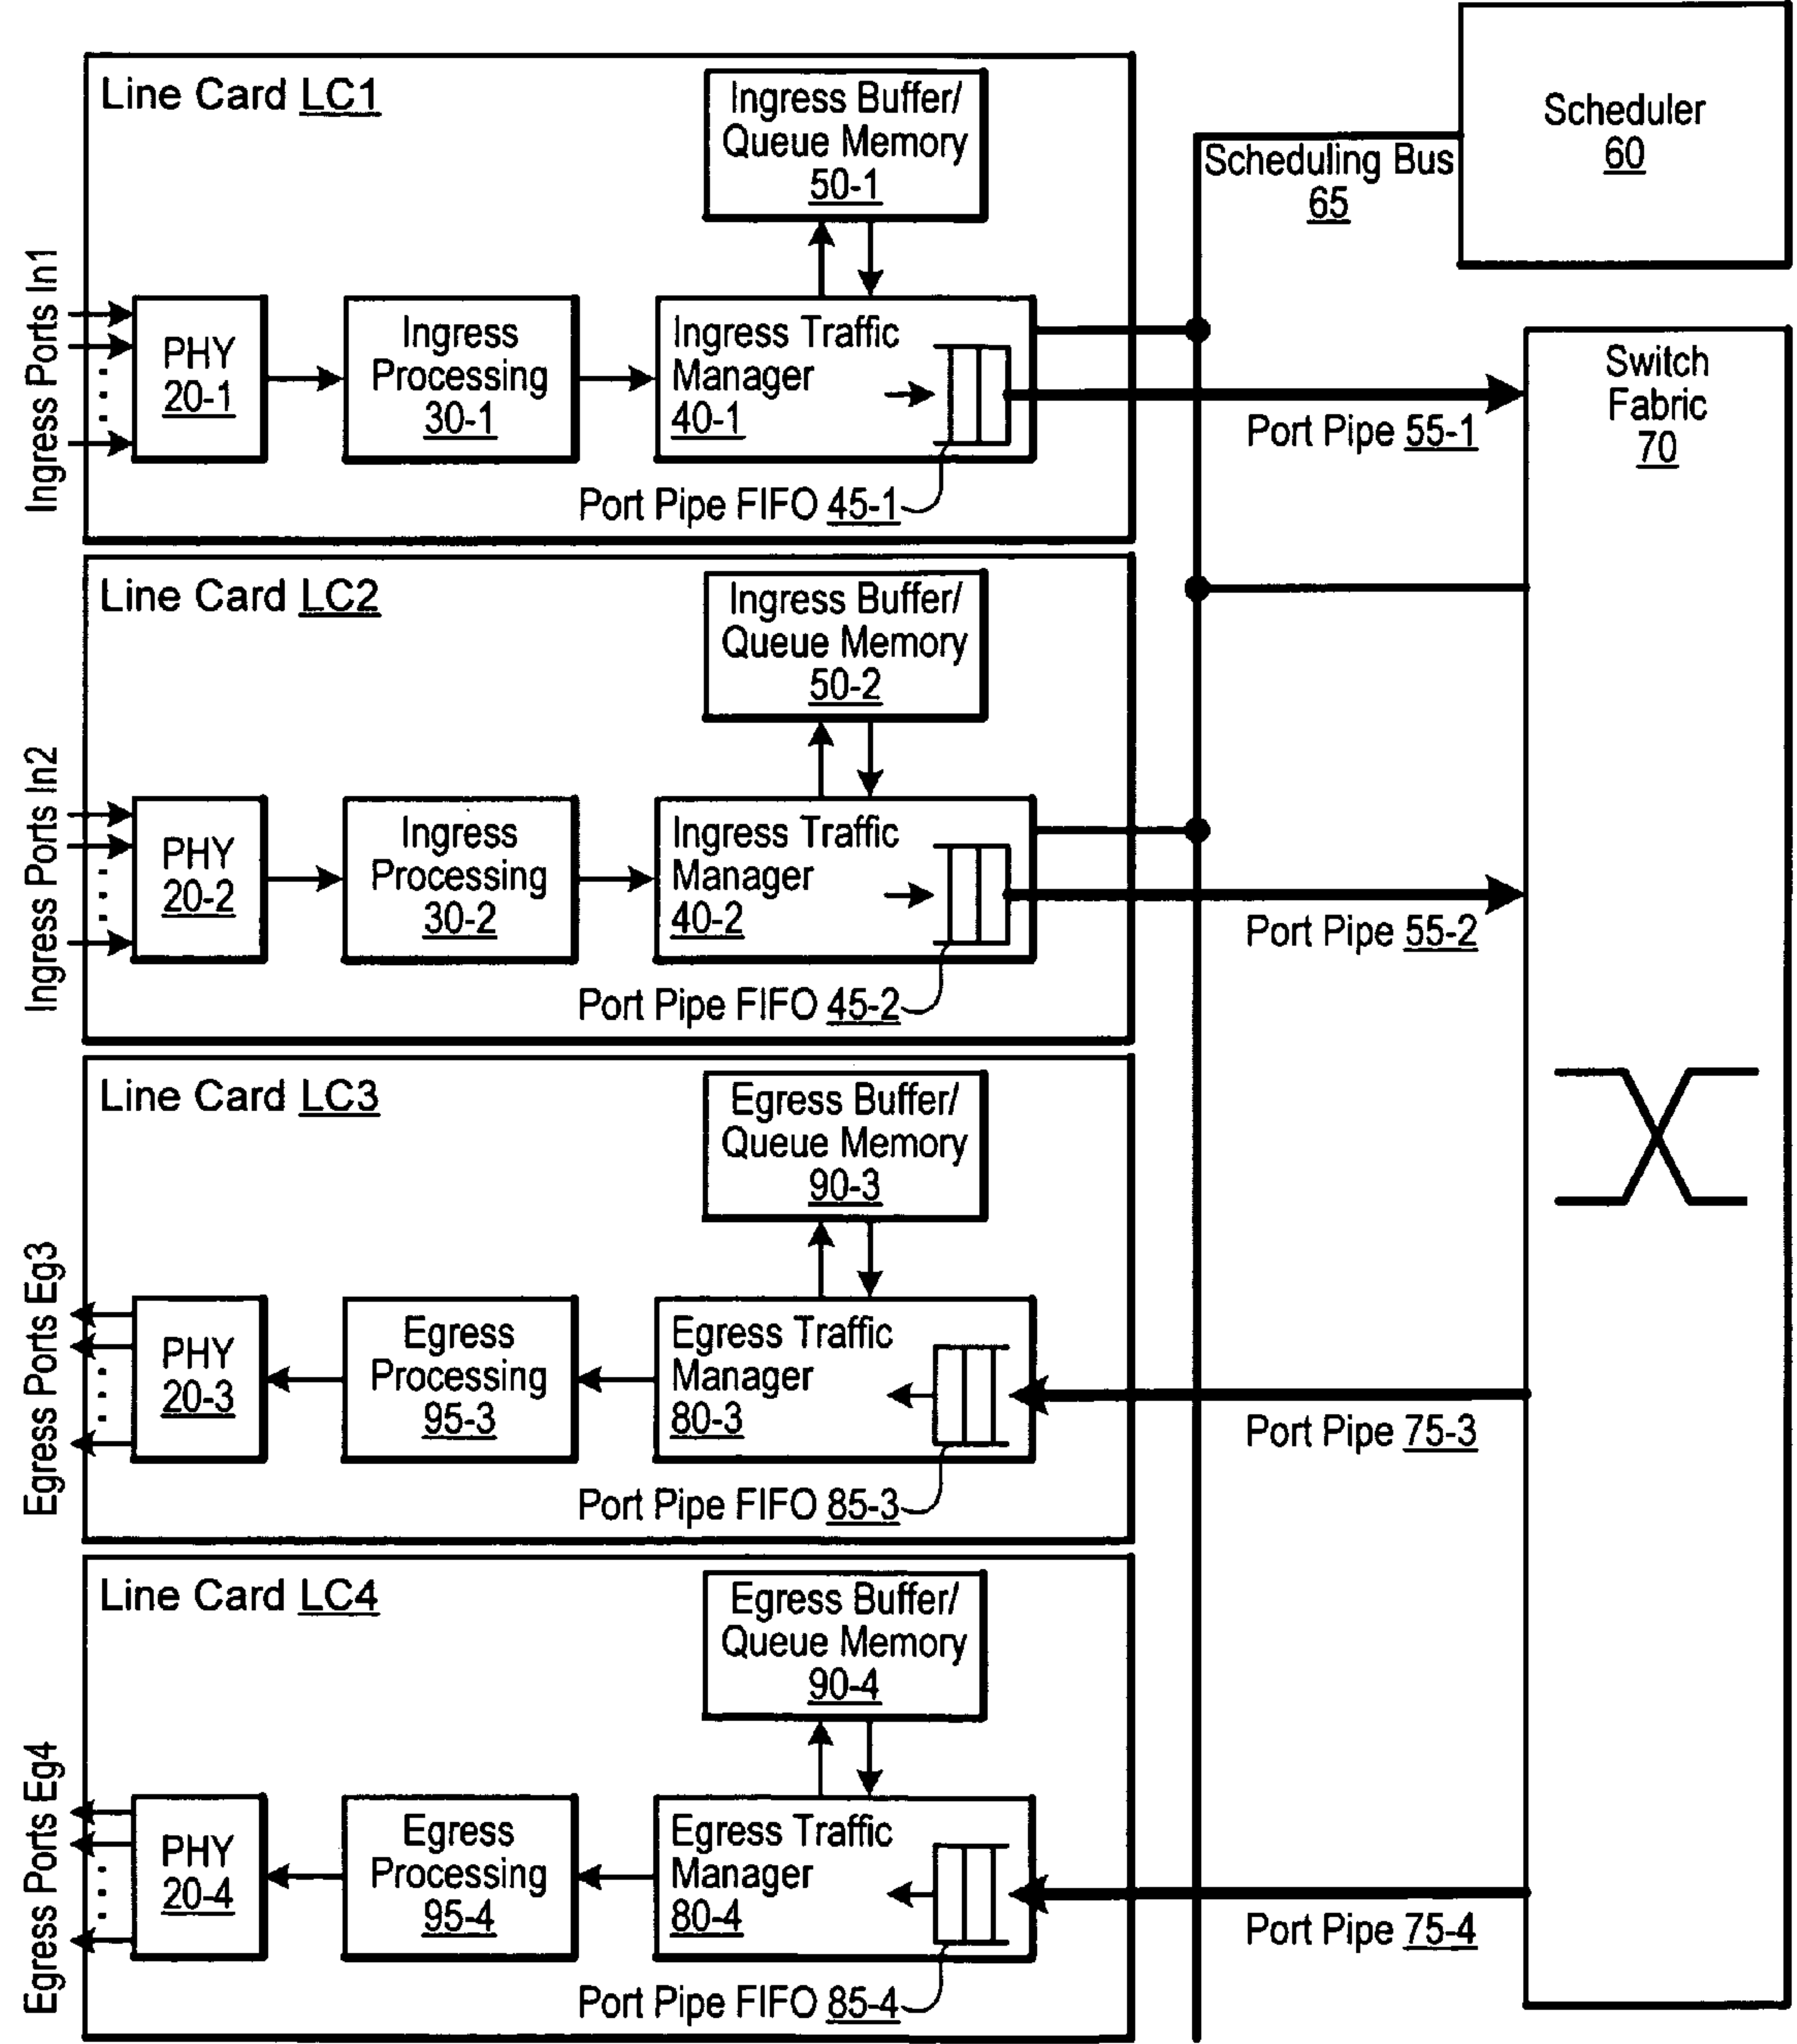 Line Card LC1
Ingress Buffer/
Queue Memory
50-1
Ingress Ports In1
PHY
20-1
Ingress
Processing
30-1
Ingress Traffic
Manager
40-1
Port Pipe FIFO 45-1
Scheduler
60
Scheduling Bus
65
Switch
Fabric
70
Port Pipe 55-1
Line Card LC2
Ingress Buffer/
Queue Memory
50-2
Ingress Ports In2
PHY
20-2
Ingress
Processing
30-2
Ingress Traffic
Manager
40-2
Port Pipe FIFO 45-2
Port Pipe 55-2
Line Card LC3
Egress Buffer/
Queue Memory
90-3
Egress Ports Eg3
PHY
20-3
Egress
Processing
95-3
Egress Traffic
Manager
80-3
Port Pipe FIFO 85-3
Port Pipe 75-3
Line Card LC4
Egress Buffer/
Queue Memory
90-4
Egress Ports Eg4
PHY
20-4
Egress
Processing
95-4
Egress Traffic
Manager
80-4
Port Pipe FIFO 85-4
Port Pipe 75-4